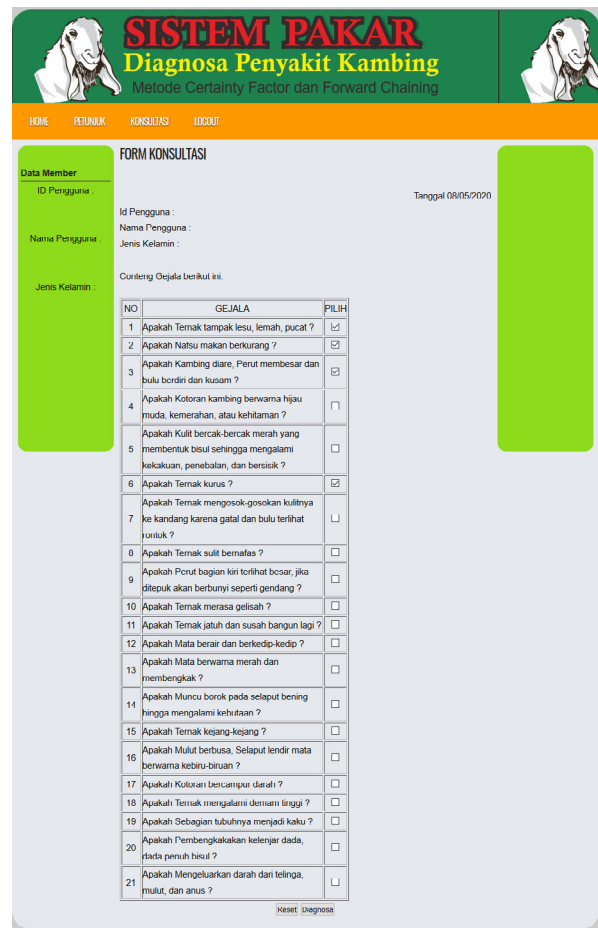 SISTEM PAKAR
Diagnosa Penyakit Kambing
Metode Certainty Factor dan Forward Chaining
HOME PETUNJUK KONSULTASI LOGOUT
Data Member
ID Pengguna .
Nama Pengguna .
Jenis Kelamin :
FORM KONSULTASI
Tanggal 08/05/2020
Id Pengguna :
Nama Pengguna :
Jenis Kelamin :
Conteng Gejala berikut ini.
NO GEJALA PILIH
1 Apakah Ternak tampak lesu, lemah, pucat ?
2 Apakah Natsu makan berkurang ?
3 Apakah Kambing diare, Perut membesar dan
bulu berdiri dan kusam ?
4 Apakah Kotoran kambing berwarna hijau
muda, kemerahan, atau kehitaman ?
5 Apakah Kulit bercak-bercak merah yang
membentuk bisul sehingga mengalami
kekakuan, penebalan, dan bersisik ?
6 Apakah Ternak kurus ?
7 Apakah Ternak mengosok-gosokan kulitnya
ke kandang karena gatal dan bulu terlihat
rontok ?
8 Apakah Ternak sulit bernafas ?
9 Apakah Perut bagian kiri terlihat besar, jika
ditepuk akan berbunyi seperti gendang ?
10 Apakah Ternak merasa gelisah ?
11 Apakah Ternak jatuh dan susah bangun lagi ?
12 Apakah Mata berair dan berkedip-kedip ?
13 Apakah Mata berwarna merah dan
membengkak ?
14 Apakah Muncu borok pada selaput bening
hingga mengalami kebutaan ?
15 Apakah Ternak kejang-kejang ?
16 Apakah Mulut berbusa, Selaput lendir mata
berwarna kebiru-biruan ?
17 Apakah Kotoran bercampur darah ?
18 Apakah Ternak mengalami demam tinggi ?
19 Apakah Sebagian tubuhnya menjadi kaku ?
20 Apakah Pembengkakakan kelenjar dada,
dada penuh bisul ?
21 Apakah Mengeluarkan darah dari telinga,
mulut, dan anus ?
Reset Diagnosa